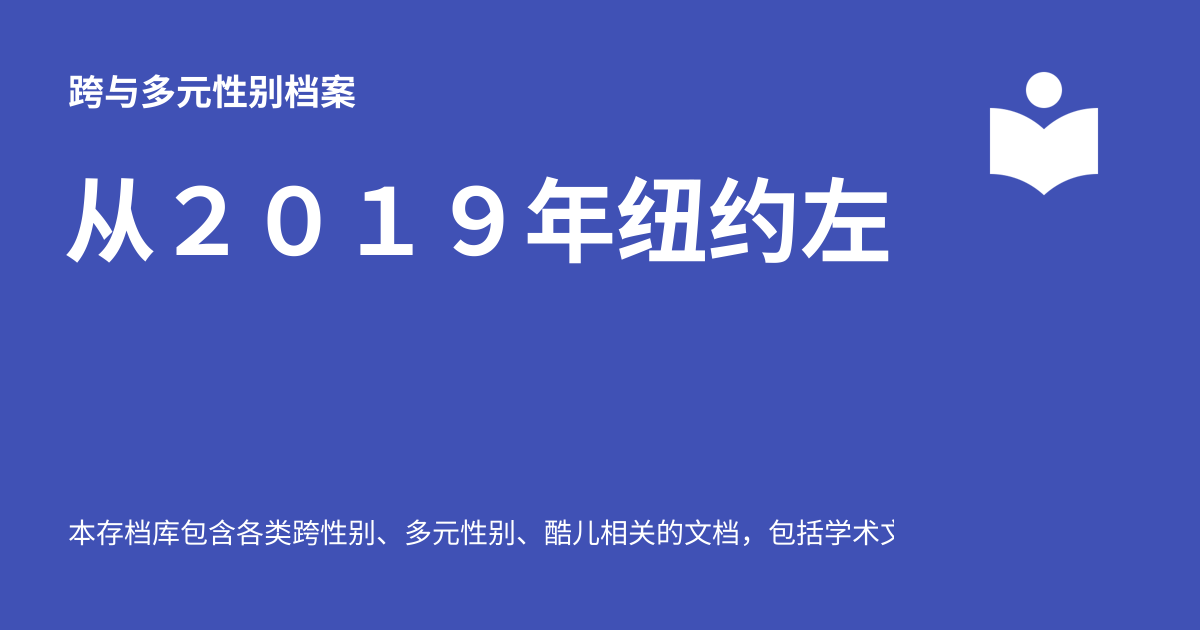 跨与多元性别档案
从２０１９年纽约左
本存档库包含各类跨性别、多元性别、酷儿相关的文档，包括学术